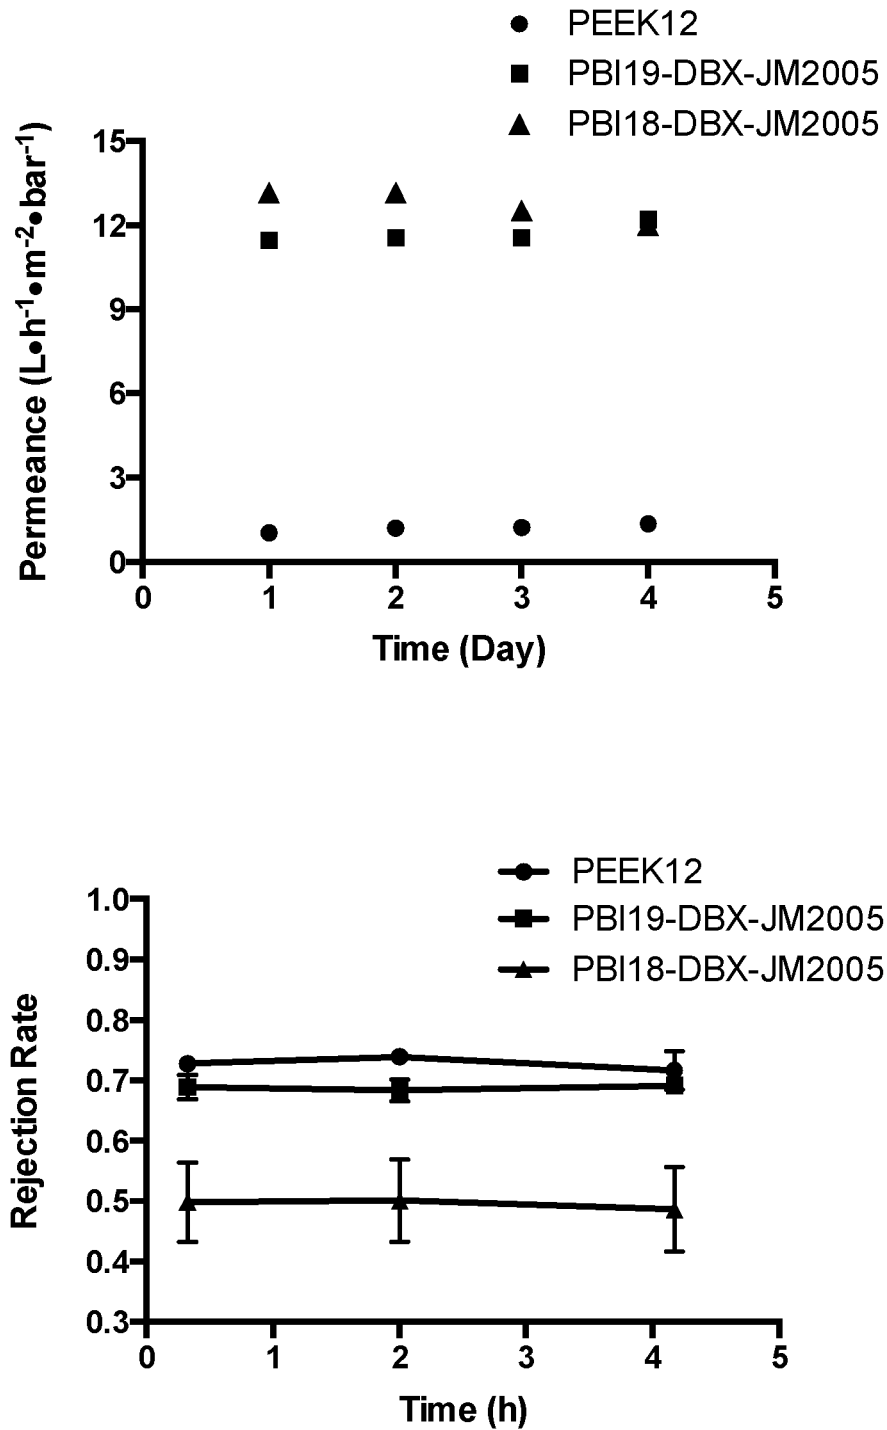 PEEK12
PBI19-DBX-JM2005
PBI18-DBX-JM2005
Permeance (L•h⁻¹•m⁻²•bar⁻¹)
15
12
9
6
3
0
0 1 2 3 4 5
Time (Day)
PEEK12
PBI19-DBX-JM2005
PBI18-DBX-JM2005
Rejection Rate
1.0
0.9
0.8
0.7
0.6
0.5
0.4
0.3
0 1 2 3 4 5
Time (h)